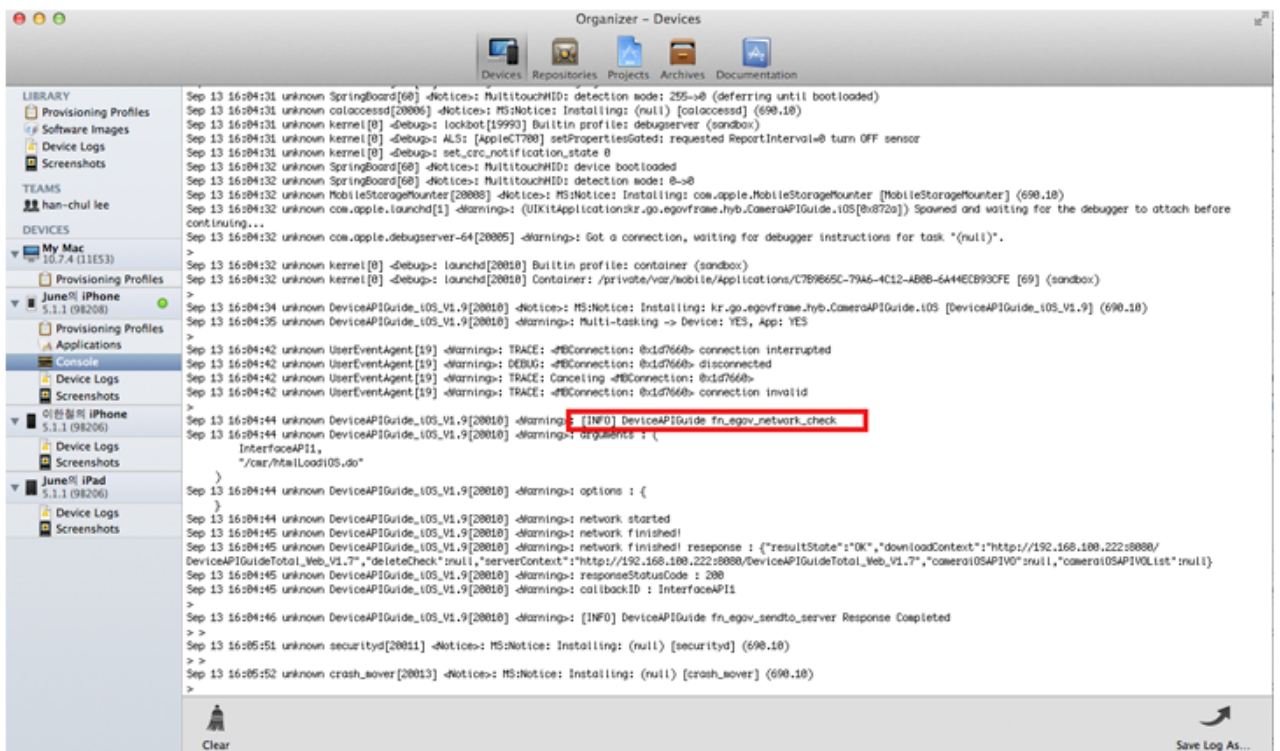 Organizer – Devices
Devices Repositories Projects Archives Documentation
LIBRARY
Provisioning Profiles
Software Images
Device Logs
Screenshots
TEAMS
han-chul lee
DEVICES
My Mac
10.7.4 (11E53)
Provisioning Profiles
June의 iPhone
5.1.1 (9B208)
Provisioning Profiles
Applications
Console
Device Logs
Screenshots
이한철의 iPhone
5.1.1 (9B206)
Device Logs
Screenshots
June의 iPad
5.1.1 (9B206)
Device Logs
Screenshots
Sep 13 16:04:31 unknown SpringBoard[60] <Notice>: MultitouchHID: detection mode: 255->0 (deferring until bootloaded)
Sep 13 16:04:31 unknown calaccessd[20006] <Notice>: MS:Notice: Installing: (null) [calaccessd] (690.10)
Sep 13 16:04:31 unknown kernel[0] <Debug>: lockbot[19993] Builtin profile: debugserver (sandbox)
Sep 13 16:04:31 unknown kernel[0] <Debug>: ALS: [AppleCT700] setPropertiesGated: requested ReportInterval=0 turn OFF sensor
Sep 13 16:04:31 unknown kernel[0] <Debug>: set_crc_notification_state 0
Sep 13 16:04:32 unknown SpringBoard[60] <Notice>: MultitouchHID: device bootloaded
Sep 13 16:04:32 unknown SpringBoard[60] <Notice>: MultitouchHID: detection mode: 0->0
Sep 13 16:04:32 unknown MobileStorageMounter[20008] <Notice>: MS:Notice: Installing: com.apple.MobileStorageMounter [MobileStorageMounter] (690.10)
Sep 13 16:04:32 unknown com.apple.launchd[1] <Warning>: (UIKitApplication:kr.go.egovframe.hyb.CameraAPIGuide.iOS[0x872a]) Spawned and waiting for the debugger to attach before
continuing...
Sep 13 16:04:32 unknown com.apple.debugserver-64[20005] <Warning>: Got a connection, waiting for debugger instructions for task "(null)".
>
Sep 13 16:04:32 unknown kernel[0] <Debug>: launchd[20010] Builtin profile: container (sandbox)
Sep 13 16:04:32 unknown kernel[0] <Debug>: launchd[20010] Container: /private/var/mobile/Applications/C7B9B65C-79A6-4C12-AB0B-6A44ECB93CFE [69] (sandbox)
>
Sep 13 16:04:34 unknown DeviceAPIGuide_iOS_V1.9[20010] <Notice>: MS:Notice: Installing: kr.go.egovframe.hyb.CameraAPIGuide.iOS [DeviceAPIGuide_iOS_V1.9] (690.10)
Sep 13 16:04:35 unknown DeviceAPIGuide_iOS_V1.9[20010] <Warning>: Multi-tasking -> Device: YES, App: YES
>
Sep 13 16:04:42 unknown UserEventAgent[19] <Warning>: TRACE: <MBConnection: 0x1d7660> connection interrupted
Sep 13 16:04:42 unknown UserEventAgent[19] <Warning>: DEBUG: <MBConnection: 0x1d7660> disconnected
Sep 13 16:04:42 unknown UserEventAgent[19] <Warning>: TRACE: Canceling <MBConnection: 0x1d7660>
Sep 13 16:04:42 unknown UserEventAgent[19] <Warning>: TRACE: <MBConnection: 0x1d7660> connection invalid
>
Sep 13 16:04:44 unknown DeviceAPIGuide_iOS_V1.9[20010] <Warning>: [INFO] DeviceAPIGuide fn_egov_network_check
Sep 13 16:04:44 unknown DeviceAPIGuide_iOS_V1.9[20010] <Warning>: arguments : (
InterfaceAPI1,
"/cmr/htmlLoadiOS.do"
)
Sep 13 16:04:44 unknown DeviceAPIGuide_iOS_V1.9[20010] <Warning>: options : {
}
Sep 13 16:04:44 unknown DeviceAPIGuide_iOS_V1.9[20010] <Warning>: network started
Sep 13 16:04:45 unknown DeviceAPIGuide_iOS_V1.9[20010] <Warning>: network finished!
Sep 13 16:04:45 unknown DeviceAPIGuide_iOS_V1.9[20010] <Warning>: network finished! reseponse : {"resultState":"OK","downloadContext":"http://192.168.100.222:8080/
DeviceAPIGuideTotal_Web_V1.7","deleteCheck":null,"serverContext":"http://192.168.100.222:8080/DeviceAPIGuideTotal_Web_V1.7","cameraiOSAPIVO":null,"cameraiOSAPIVOList":null}
Sep 13 16:04:45 unknown DeviceAPIGuide_iOS_V1.9[20010] <Warning>: responseStatusCode : 200
Sep 13 16:04:45 unknown DeviceAPIGuide_iOS_V1.9[20010] <Warning>: callbackID : InterfaceAPI1
>
Sep 13 16:04:46 unknown DeviceAPIGuide_iOS_V1.9[20010] <Warning>: [INFO] DeviceAPIGuide fn_egov_sendto_server Response Completed
> >
Sep 13 16:05:51 unknown securityd[20011] <Notice>: MS:Notice: Installing: (null) [securityd] (690.10)
> >
Sep 13 16:05:52 unknown crash_mover[20013] <Notice>: MS:Notice: Installing: (null) [crash_mover] (690.10)
>
Clear
Save Log As...